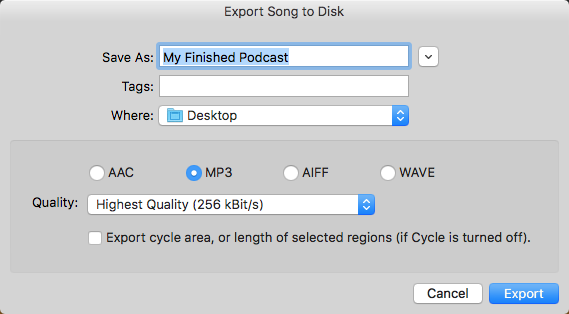 Export Song to Disk
Save As: My Finished Podcast
Tags:
Where: Desktop
AAC MP3 AIFF WAVE
Quality: Highest Quality (256 kBit/s)
Export cycle area, or length of selected regions (if Cycle is turned off).
Cancel Export